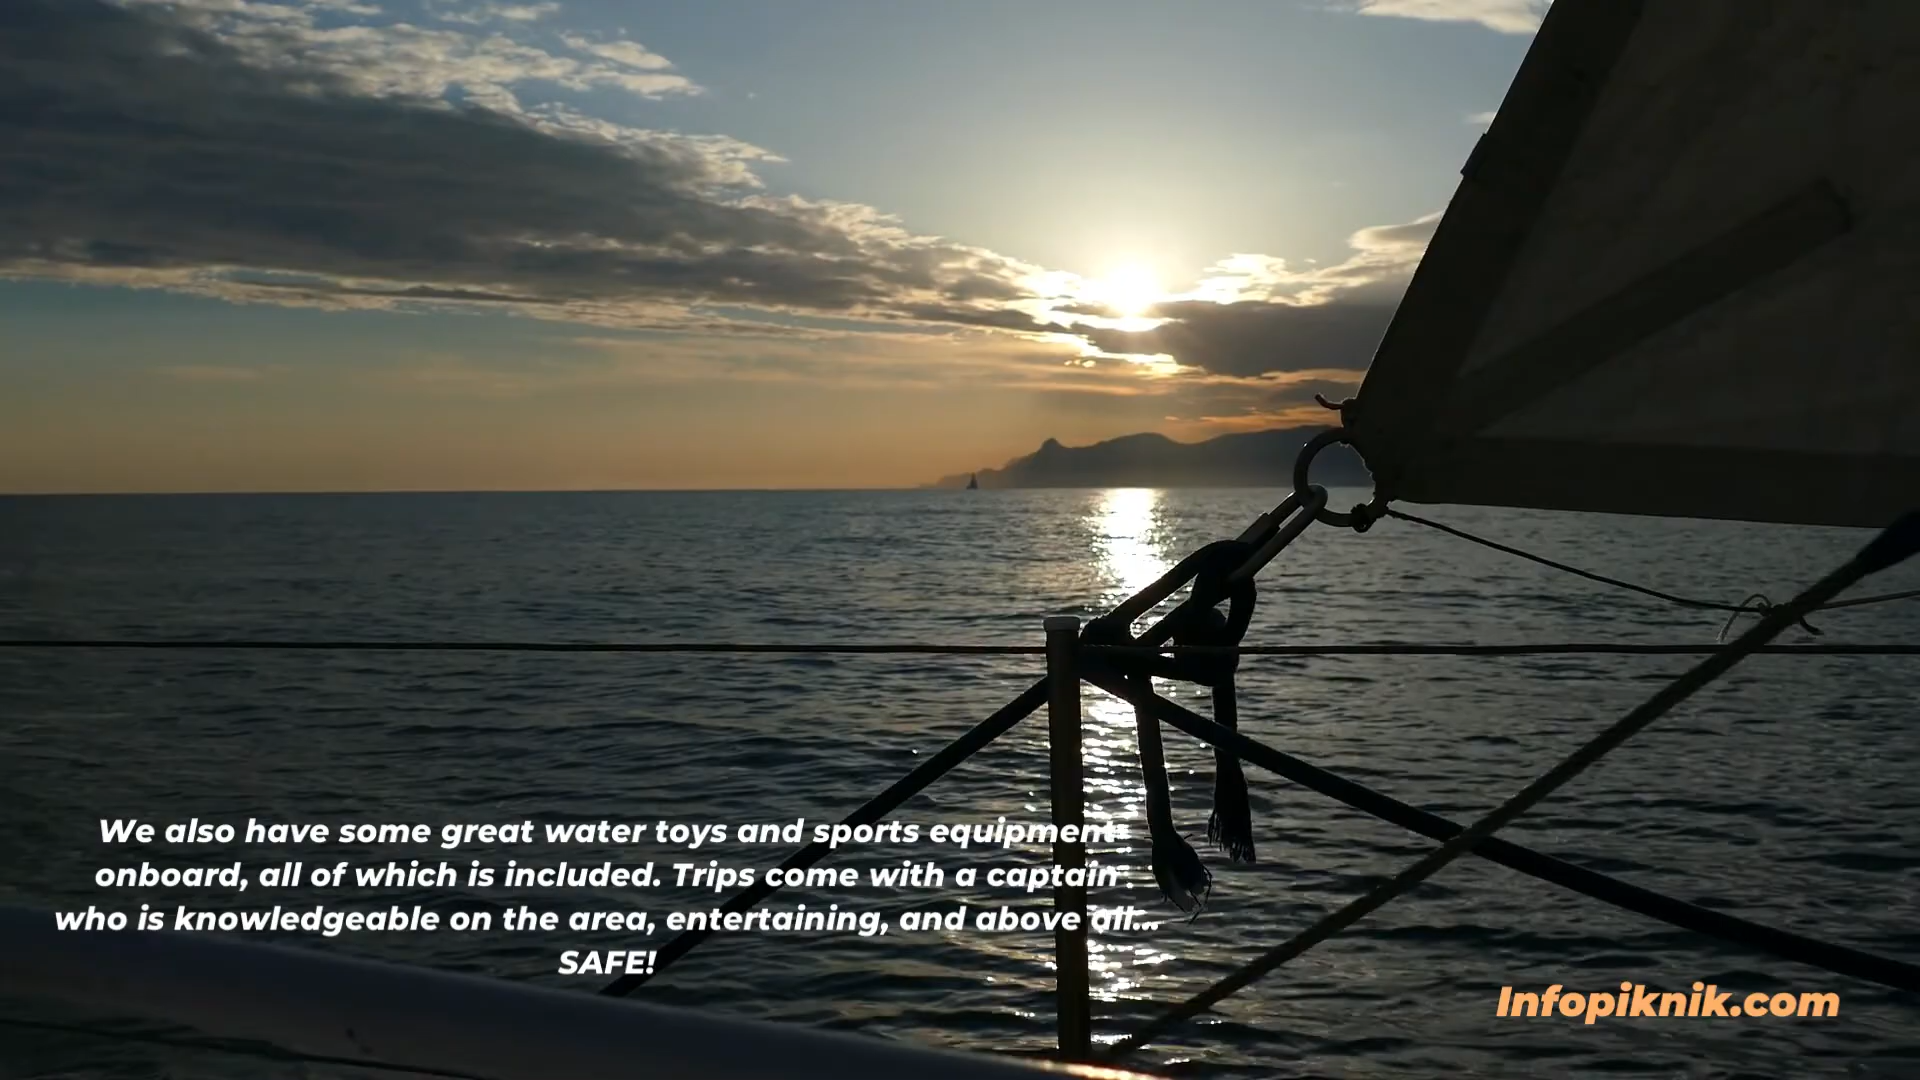 We also have some great water toys and sports equipment
onboard, all of which is included. Trips come with a captain
who is knowledgeable on the area, entertaining, and above all...
SAFE!
Infopiknik.com